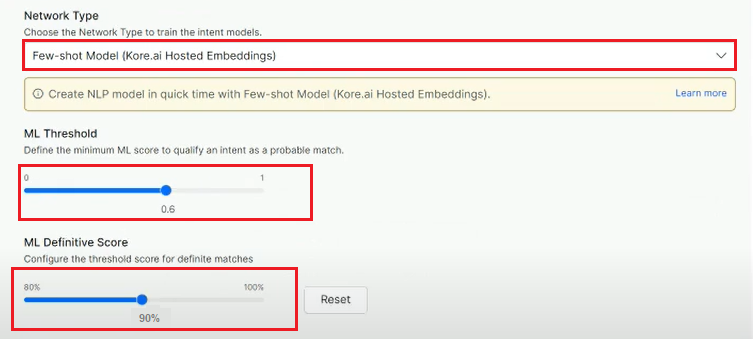 Network Type
Choose the Network Type to train the intent models.
Few-shot Model (Kore.ai Hosted Embeddings)
Create NLP model in quick time with Few-shot Model (Kore.ai Hosted Embeddings). Learn more
ML Threshold
Define the minimum ML score to qualify an intent as a probable match.
0 1
0.6
ML Definitive Score
Configure the threshold score for definite matches
80% 100%
Reset
90%